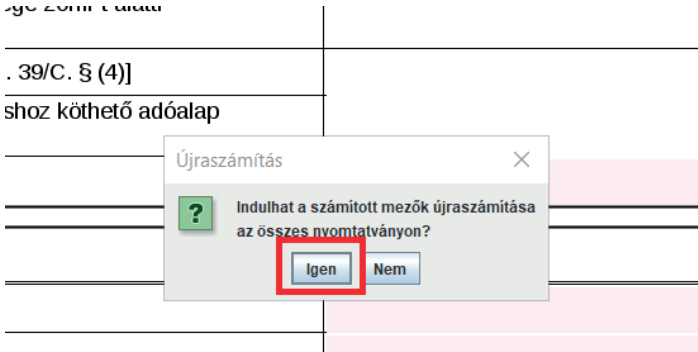 . 39/C. § (4)]
shoz köthető adóalap
Újraszámítás
Indulhat a számított mezők újraszámítása
az összes nyomtatványon?
Igen Nem